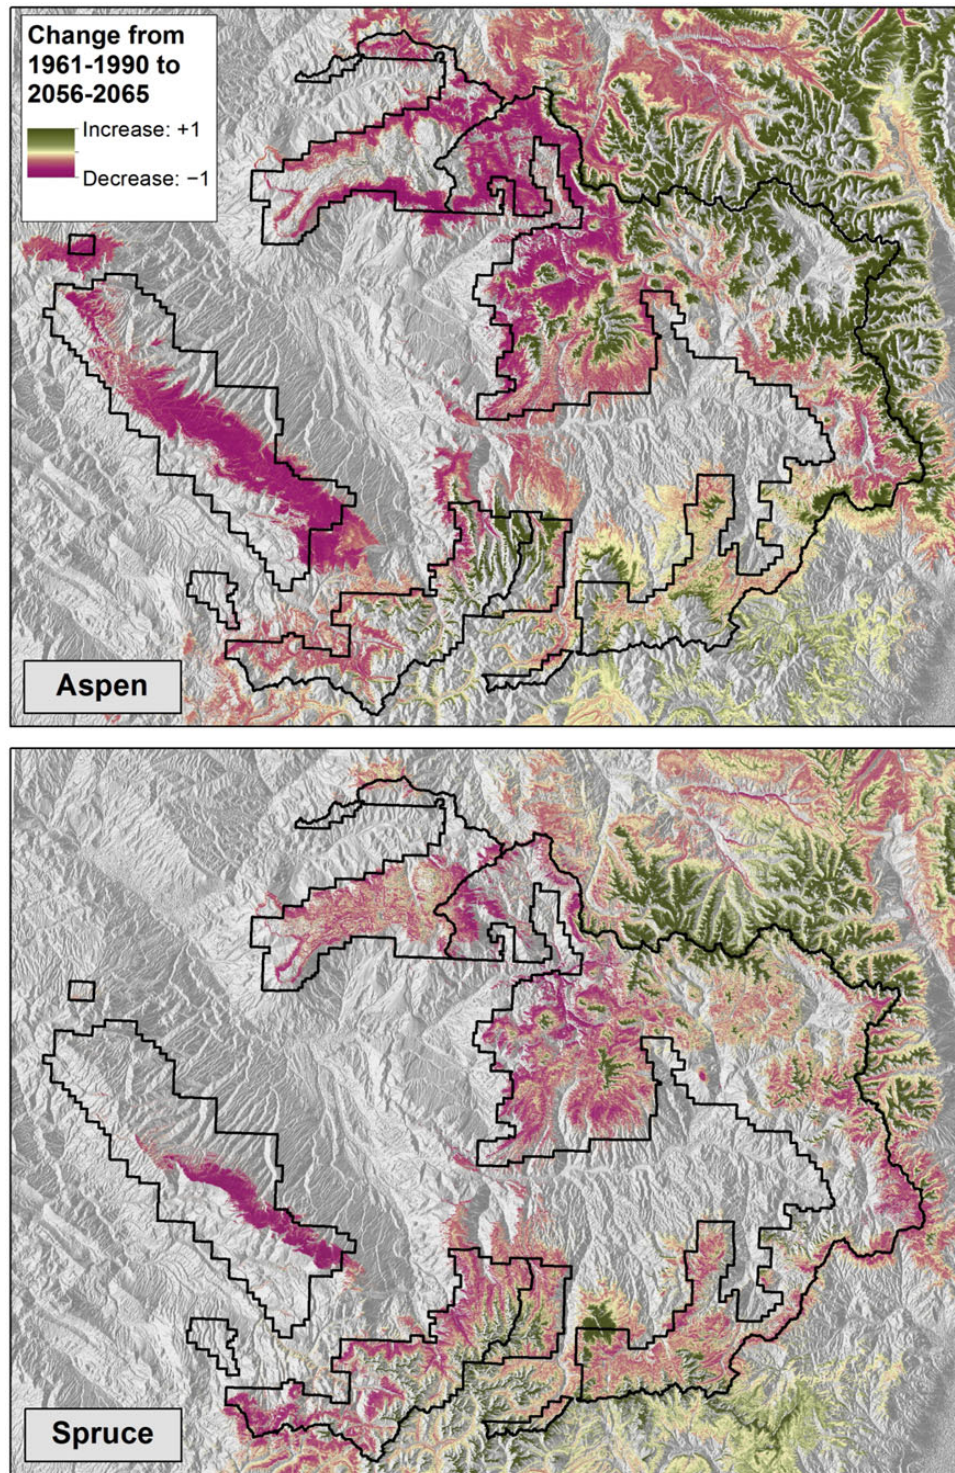 Change from
1961-1990 to
2056-2065
Increase: +1
Decrease: −1
Aspen
Spruce